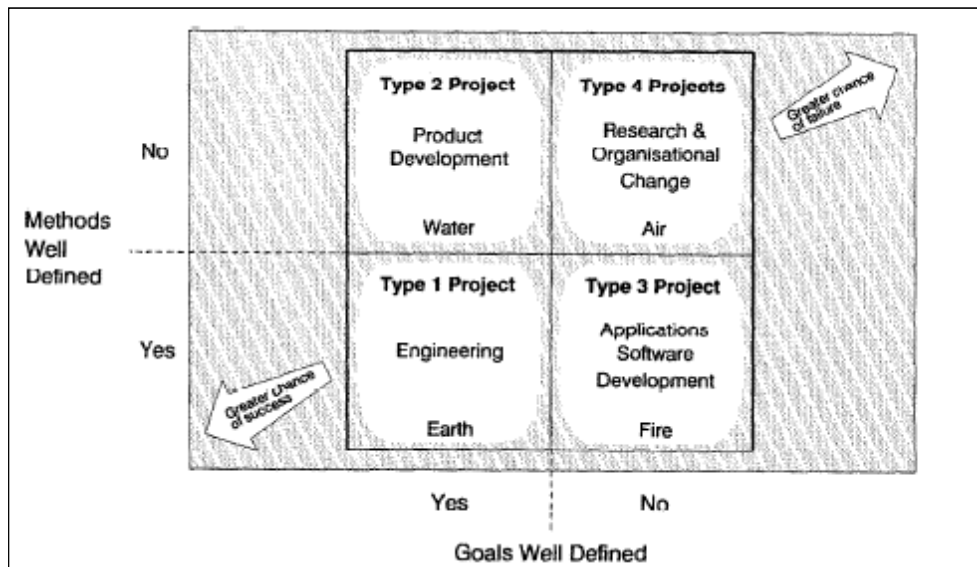 Type 2 Project
Product
Development
Water
Type 4 Projects
Research &
Organisational
Change
Air
Greater chance
of failure
No
Methods
Well
Defined
Yes
Type 1 Project
Engineering
Earth
Type 3 Project
Applications
Software
Development
Fire
Greater chance
of success
Yes
No
Goals Well Defined